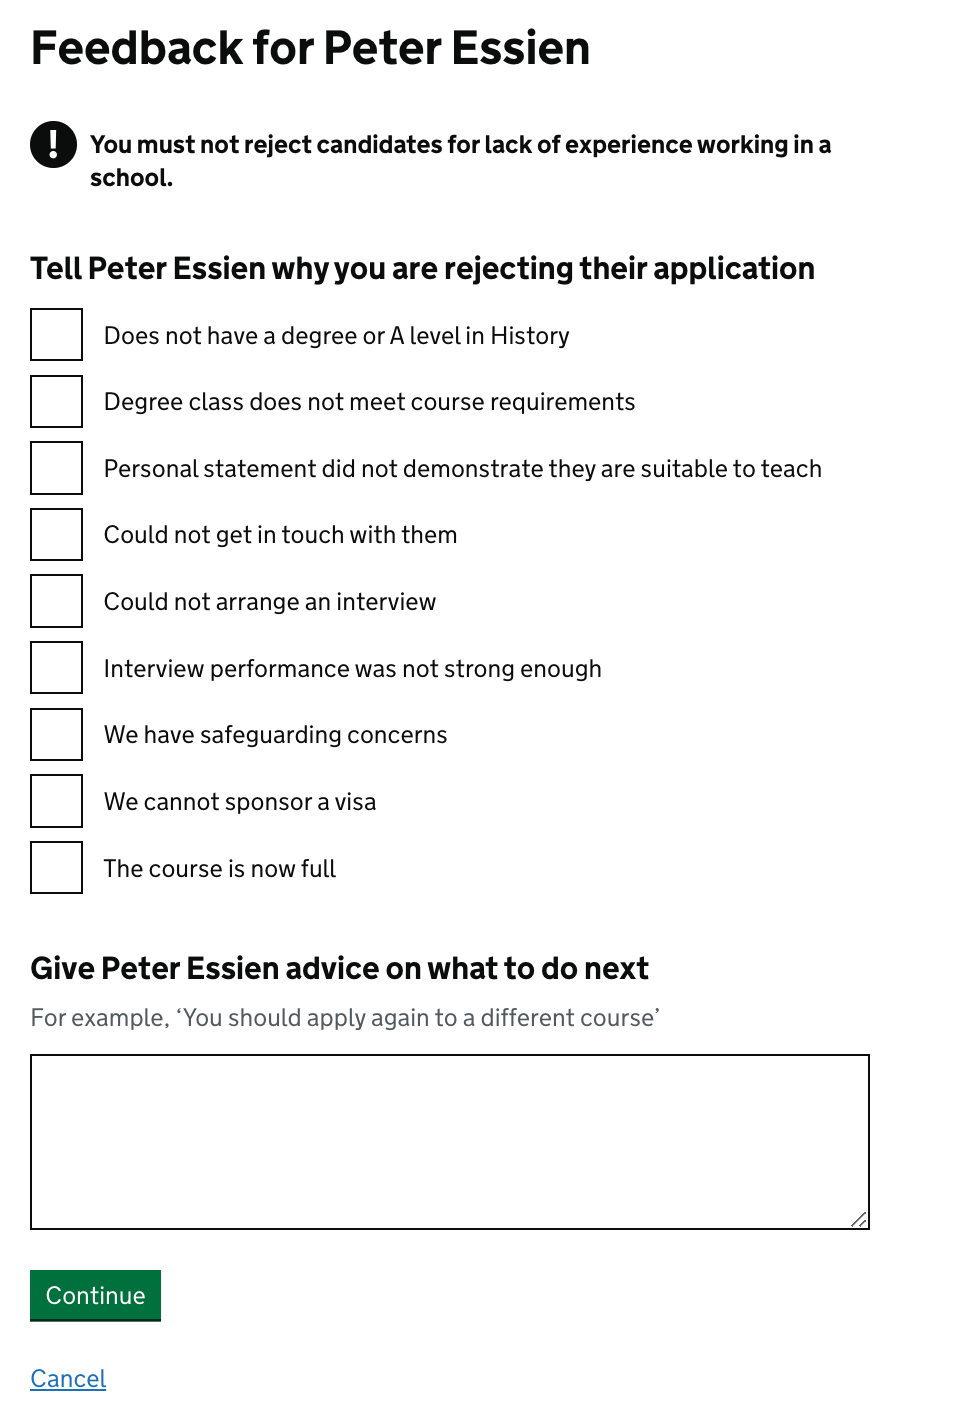 Feedback for Peter Essien
! You must not reject candidates for lack of experience working in a
school.
Tell Peter Essien why you are rejecting their application
Does not have a degree or A level in History
Degree class does not meet course requirements
Personal statement did not demonstrate they are suitable to teach
Could not get in touch with them
Could not arrange an interview
Interview performance was not strong enough
We have safeguarding concerns
We cannot sponsor a visa
The course is now full
Give Peter Essien advice on what to do next
For example, ‘You should apply again to a different course’
Continue
Cancel